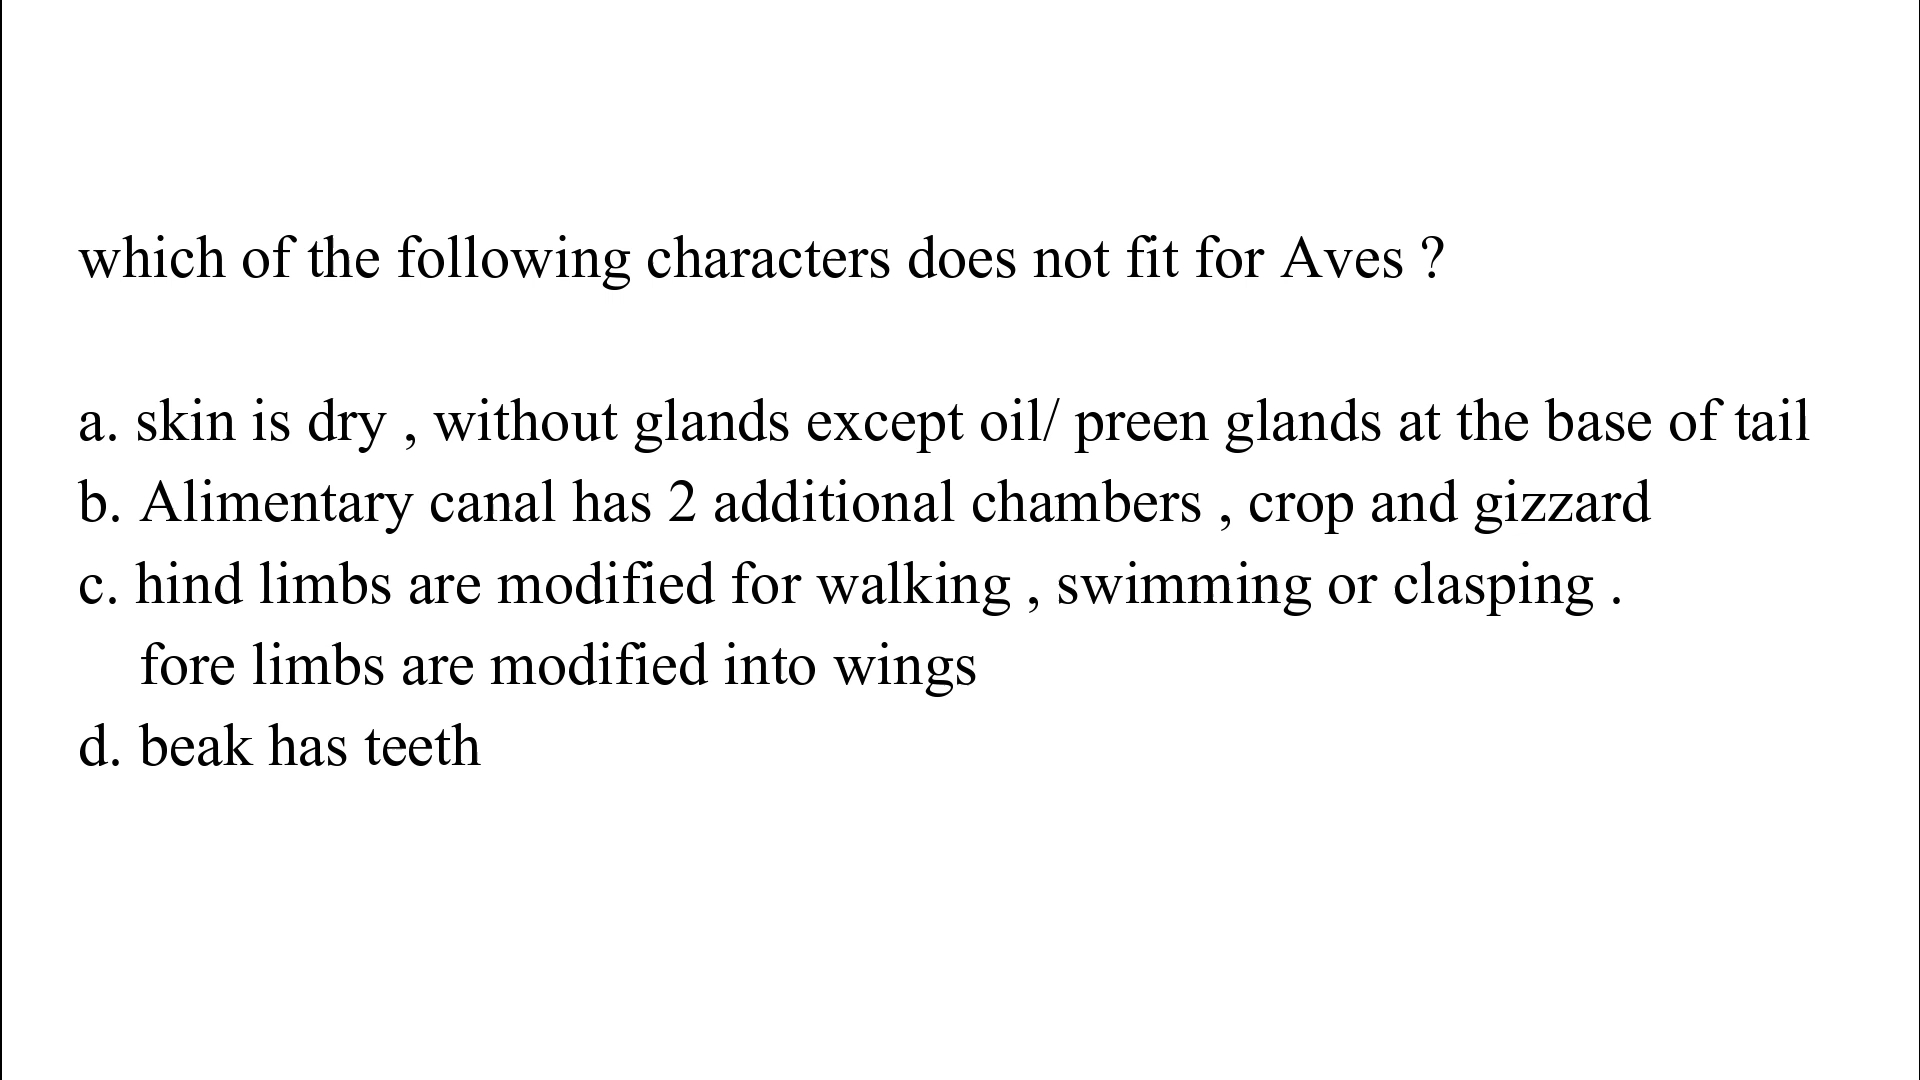 which of the following characters does not fit for Aves ?
a. skin is dry , without glands except oil/ preen glands at the base of tail
b. Alimentary canal has 2 additional chambers , crop and gizzard
c. hind limbs are modified for walking , swimming or clasping .
fore limbs are modified into wings
d. beak has teeth